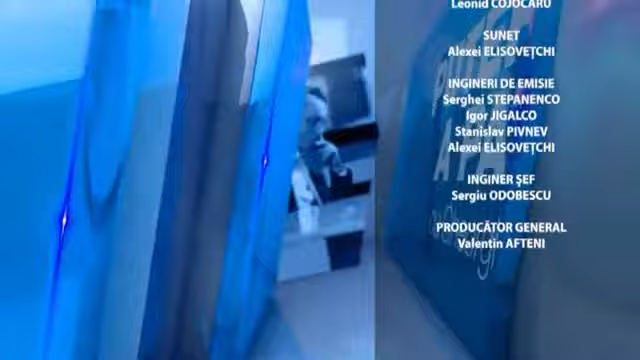 Leonid COJOCARU
SUNET
Alexei ELISOVEȚCHI
INGINERI DE EMISIE
Serghei STEPANENCO
Igor JIGALCO
Stanislav PIVNEV
Alexei ELISOVEȚCHI
INGINER ȘEF
Sergiu ODOBESCU
PRODUCĂTOR GENERAL
Valentin AFTENI